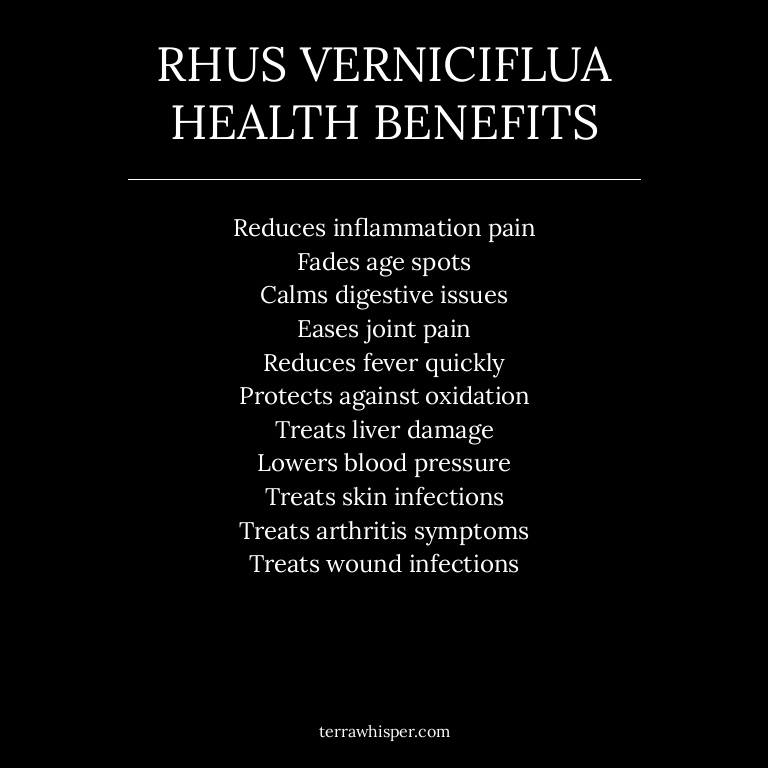 RHUS VERNICIFLUA
HEALTH BENEFITS
Reduces inflammation pain
Fades age spots
Calms digestive issues
Eases joint pain
Reduces fever quickly
Protects against oxidation
Treats liver damage
Lowers blood pressure
Treats skin infections
Treats arthritis symptoms
Treats wound infections
terrawhisper.com